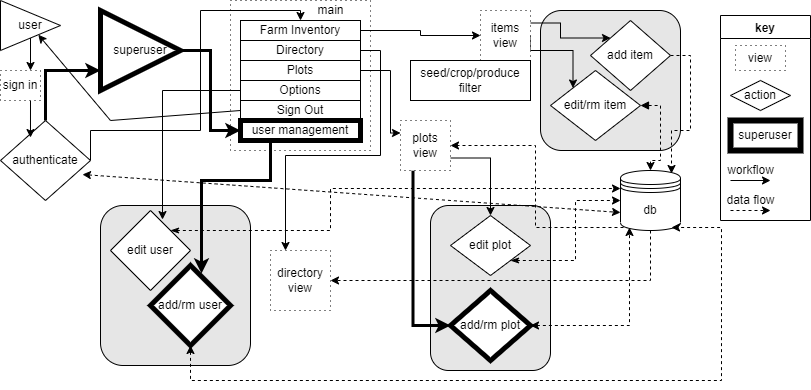 user
sign in
authenticate
superuser
main
Farm Inventory
Directory
Plots
Options
Sign Out
user management
items
view
seed/crop/produce
filter
add item
edit/rm item
plots
view
db
edit user
add/rm user
directory
view
edit plot
add/rm plot
key
view
action
superuser
workflow
data flow